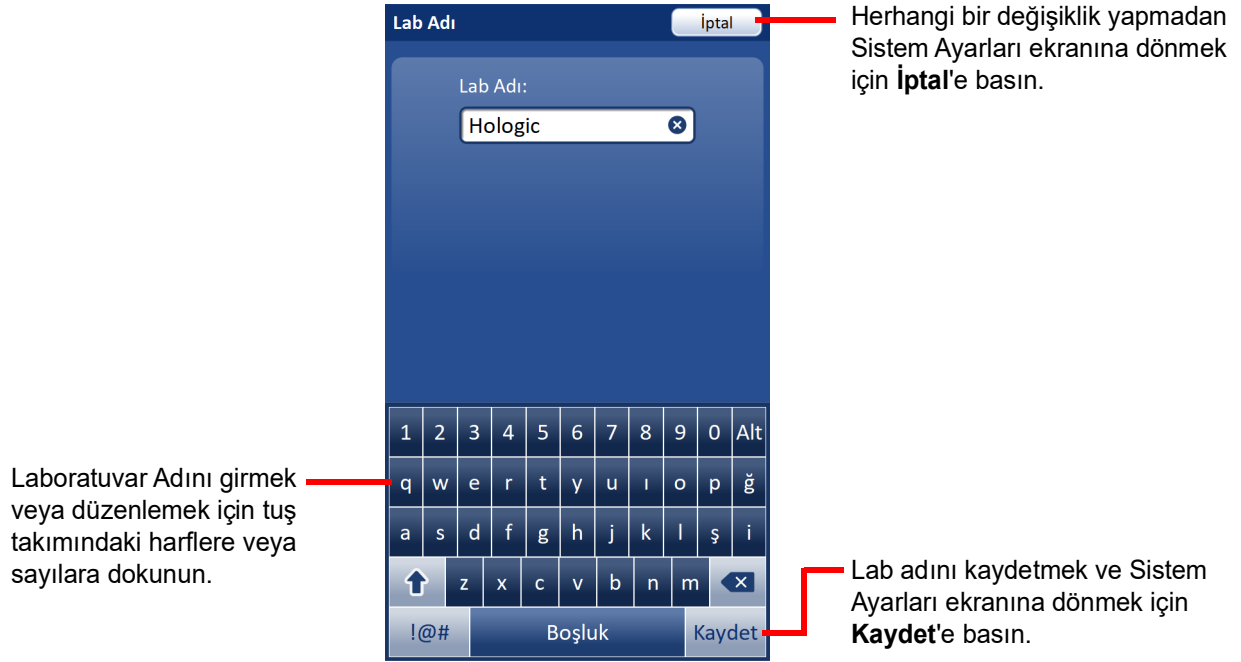 Lab Adı
İptal
Herhangi bir değişiklik yapmadan
Sistem Ayarları ekranına dönmek
için İptal'e basın.
Lab Adı:
Hologic
1 2 3 4 5 6 7 8 9 0 Alt
q w e r t y u ı o p ğ
a s d f g h j k l ş i
z x c v b n m
!@# Boşluk Kaydet
Laboratuvar Adını girmek
veya düzenlemek için tuş
takımındaki harflere veya
sayılara dokunun.
Lab adını kaydetmek ve Sistem
Ayarları ekranına dönmek için
Kaydet'e basın.